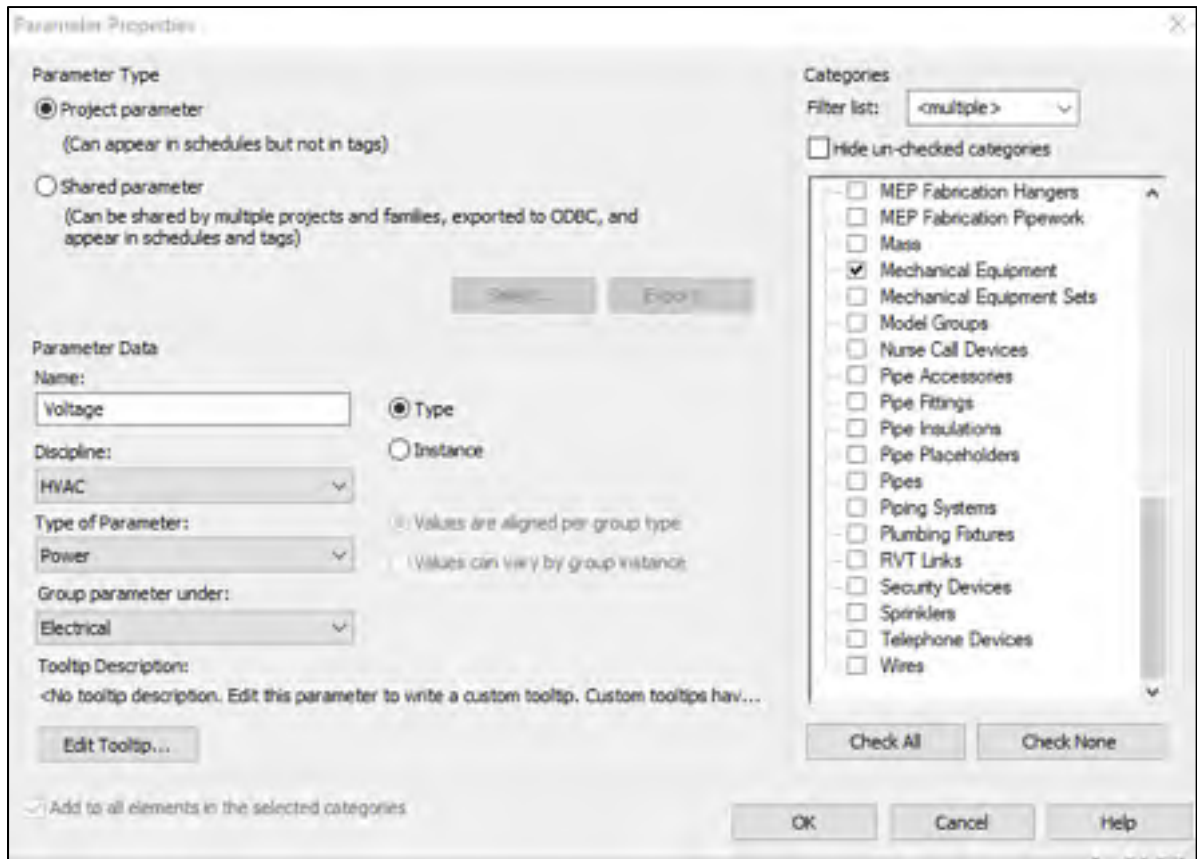 Parameter Properties
Parameter Type
Project parameter
(Can appear in schedules but not in tags)
Shared parameter
(Can be shared by multiple projects and families, exported to ODBC, and
appear in schedules and tags)
Select...
Export...
Parameter Data
Name:
Voltage
Type
Discipline:
Instance
HVAC
Type of Parameter:
Values are aligned per group type
Power
Values can vary by group instance
Group parameter under:
Electrical
Tooltip Description:
<No tooltip description. Edit this parameter to write a custom tooltip. Custom tooltips hav...
Edit Tooltip...
Add to all elements in the selected categories
Categories
Filter list:
<multiple>
Hide un-checked categories
MEP Fabrication Hangers
MEP Fabrication Pipework
Mass
Mechanical Equipment
Mechanical Equipment Sets
Model Groups
Nurse Call Devices
Pipe Accessories
Pipe Fittings
Pipe Insulations
Pipe Placeholders
Pipes
Piping Systems
Plumbing Fixtures
RVT Links
Security Devices
Sprinklers
Telephone Devices
Wires
Check All
Check None
OK
Cancel
Help